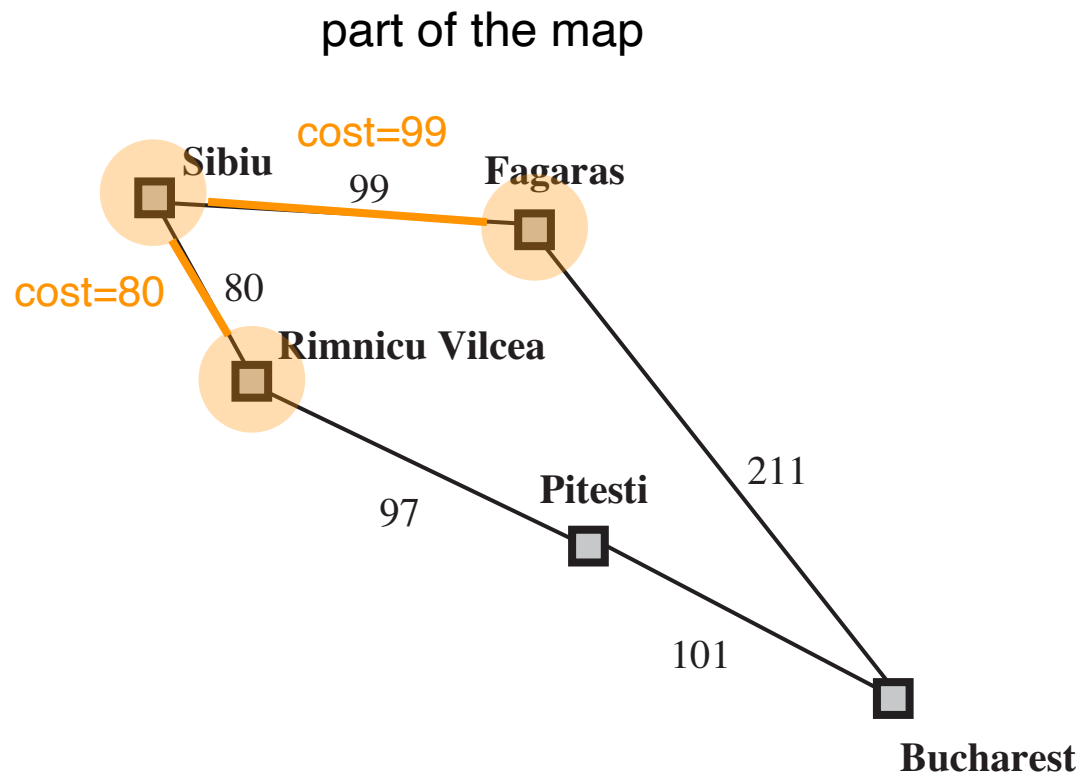 part of the map
cost=99
Sibiu
99
Fagaras
cost=80
80
Rimnicu Vilcea
97
Pitesti
211
101
Bucharest